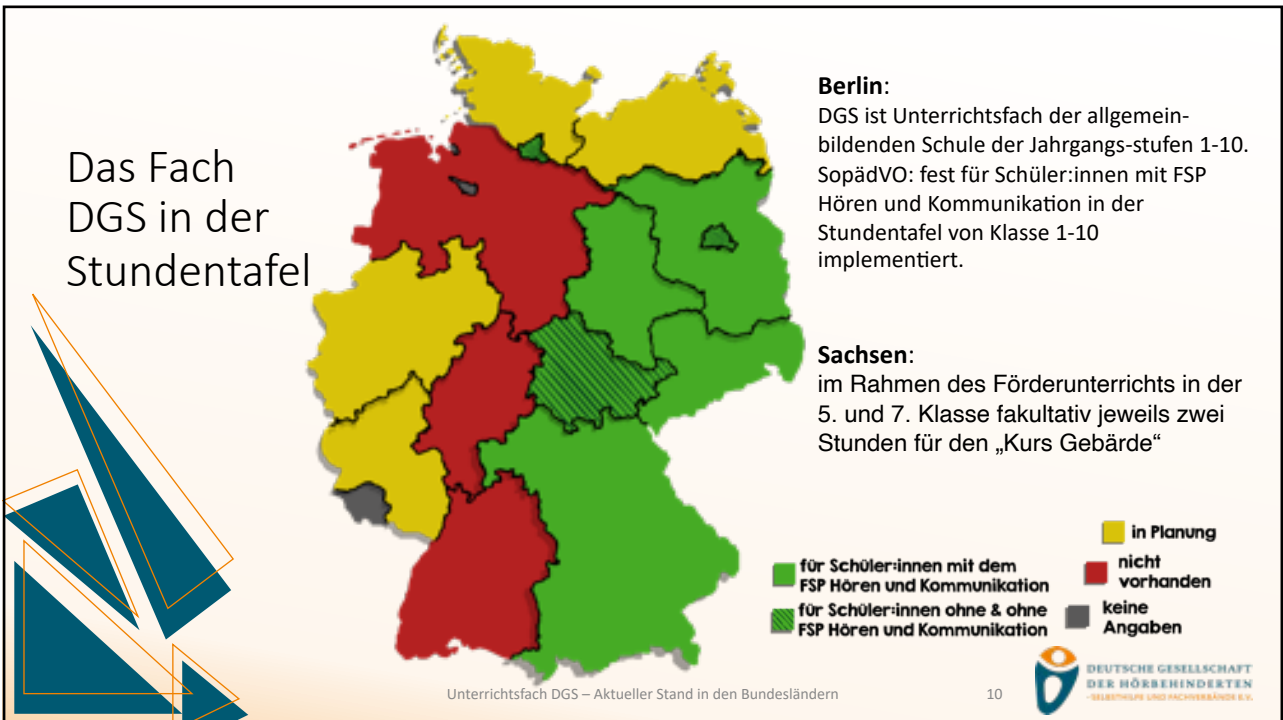 Das Fach
DGS in der
Stundentafel
Berlin:
DGS ist Unterrichtsfach der allgemein-
bildenden Schule der Jahrgangs-stufen 1-10.
SopädVO: fest für Schüler:innen mit FSP
Hören und Kommunikation in der
Stundentafel von Klasse 1-10
implementiert.
Sachsen:
im Rahmen des Förderunterrichts in der
5. und 7. Klasse fakultativ jeweils zwei
Stunden für den „Kurs Gebärde“
für Schüler:innen mit dem
FSP Hören und Kommunikation
für Schüler:innen ohne & ohne
FSP Hören und Kommunikation
in Planung
nicht
vorhanden
keine
Angaben
Unterrichtsfach DGS – Aktueller Stand in den Bundesländern
10
DEUTSCHE GESELLSCHAFT
DER HÖRBEHINDERTEN
- SELBSTHILFE UND FACHVERBÄNDE E.V.